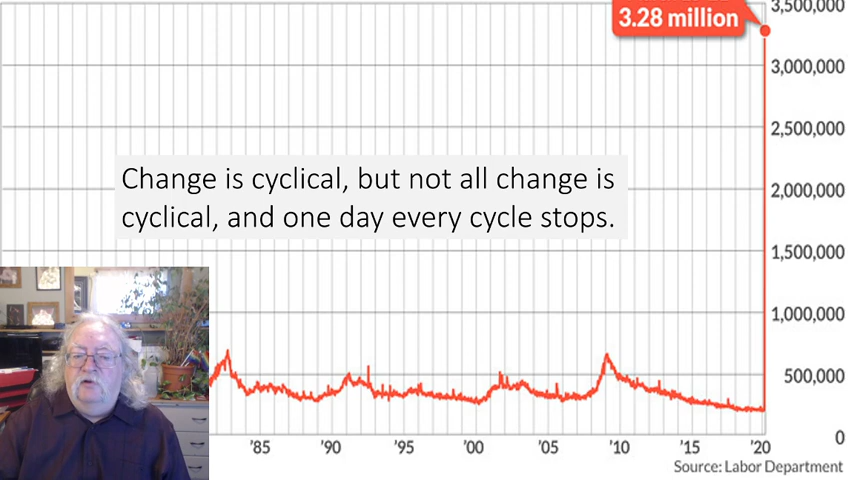 3,500,000
3.28 million
3,000,000
2,500,000
Change is cyclical, but not all change is
cyclical, and one day every cycle stops.
2,000,000
1,500,000
1,000,000
500,000
0
'85 '90 '95 '00 '05 '10 '15 '20
Source: Labor Department